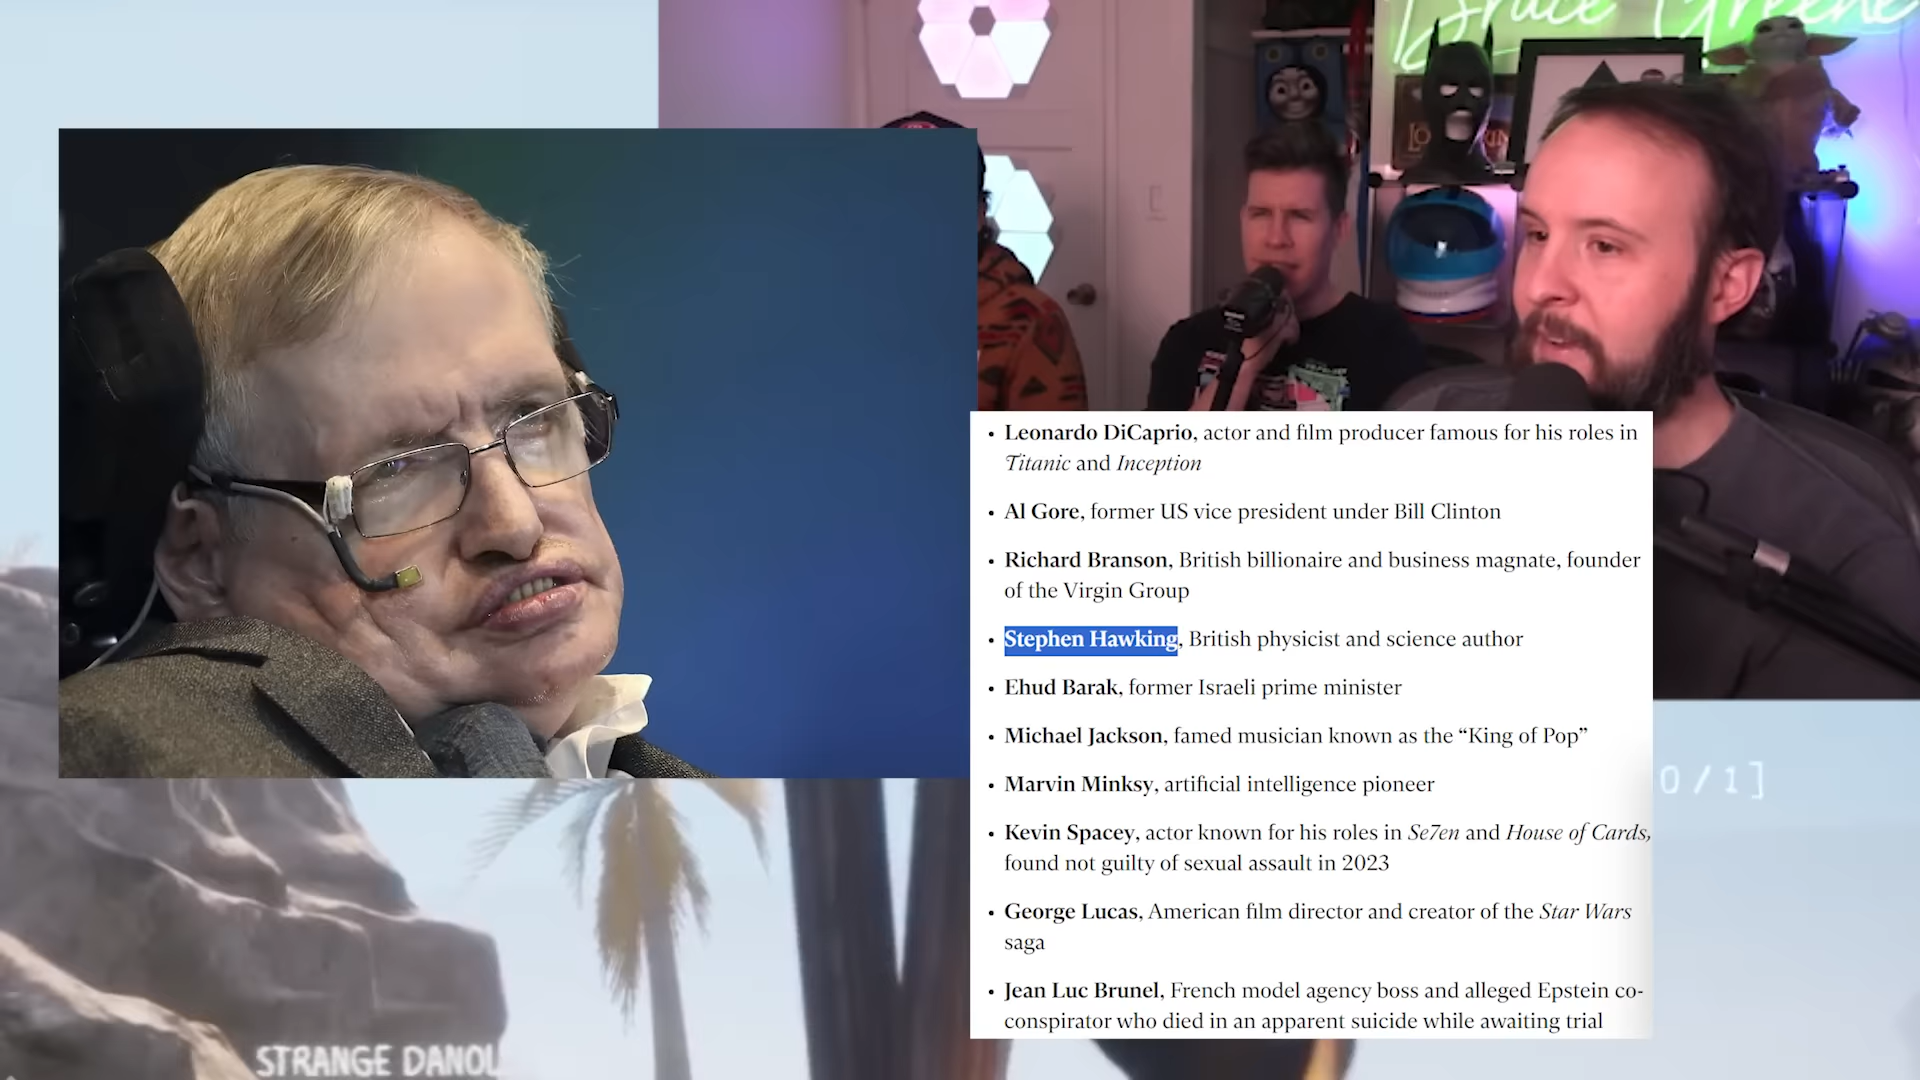 Bruce Greene
Leonardo DiCaprio, actor and film producer famous for his roles in
Titanic and Inception
Al Gore, former US vice president under Bill Clinton
Richard Branson, British billionaire and business magnate, founder
of the Virgin Group
Stephen Hawking, British physicist and science author
Ehud Barak, former Israeli prime minister
Michael Jackson, famed musician known as the “King of Pop”
0/1]
Marvin Minksy, artificial intelligence pioneer
Kevin Spacey, actor known for his roles in Se7en and House of Cards,
found not guilty of sexual assault in 2023
George Lucas, American film director and creator of the Star Wars
saga
Jean Luc Brunel, French model agency boss and alleged Epstein co-
conspirator who died in an apparent suicide while awaiting trial
STRANGE DANOU